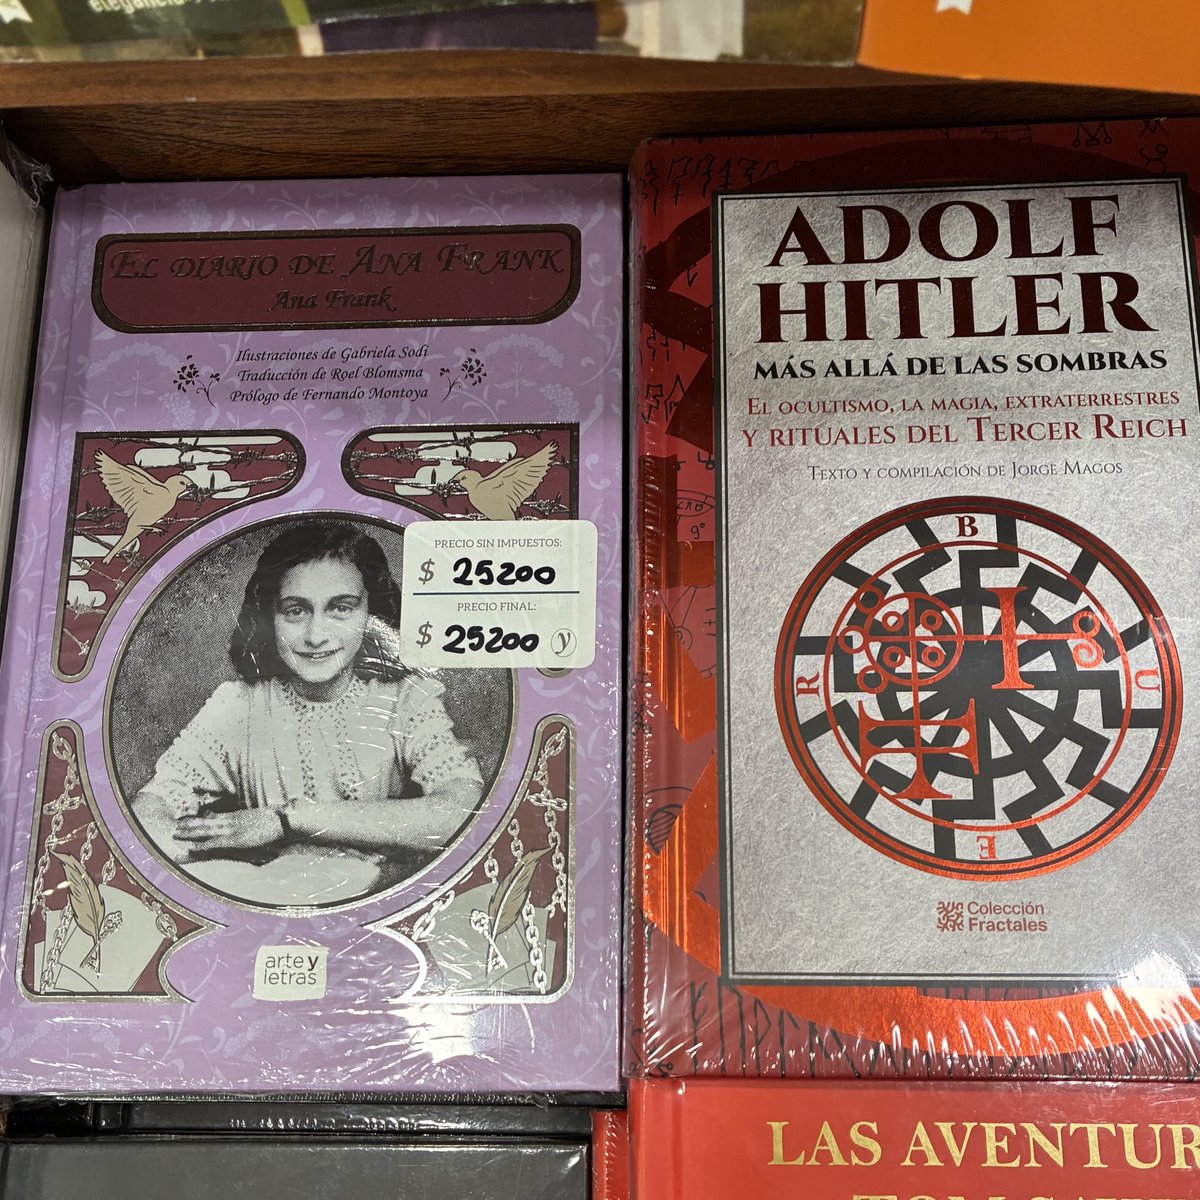 EL DIARIO DE ANA FRANK
Ana Frank
Ilustraciones de Gabriela Sodi
Traducción de Roel Blomsma
Prólogo de Fernando Montoya
PRECIO SIN IMPUESTOS:
$ 25200
PRECIO FINAL:
$ 25200 y
arte y
letras
ADOLF
HITLER
MÁS ALLÁ DE LAS SOMBRAS
EL OCULTISMO, LA MAGIA, EXTRATERRESTRES
Y RITUALES DEL TERCER REICH
TEXTO Y COMPILACIÓN DE JORGE MAGOS
B
U
E
R
Colección
Fractales
LAS AVENTUR